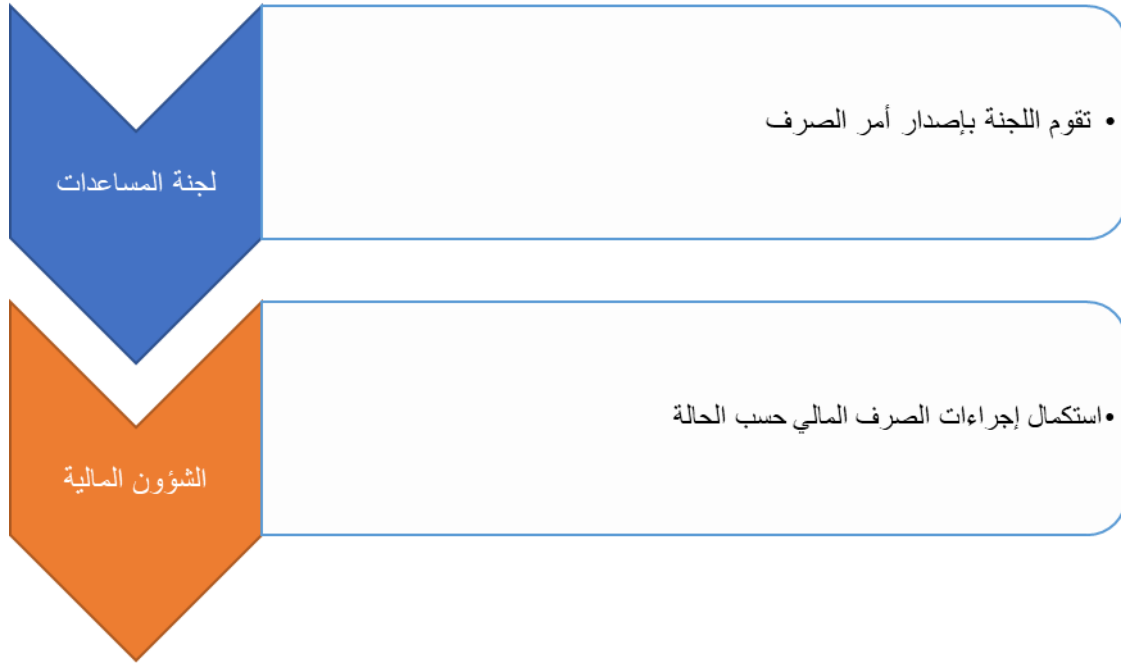 لجنة المساعدات
• تقوم اللجنة بإصدار أمر الصرف
الشؤون المالية
•استكمال إجراءات الصرف المالي حسب الحالة